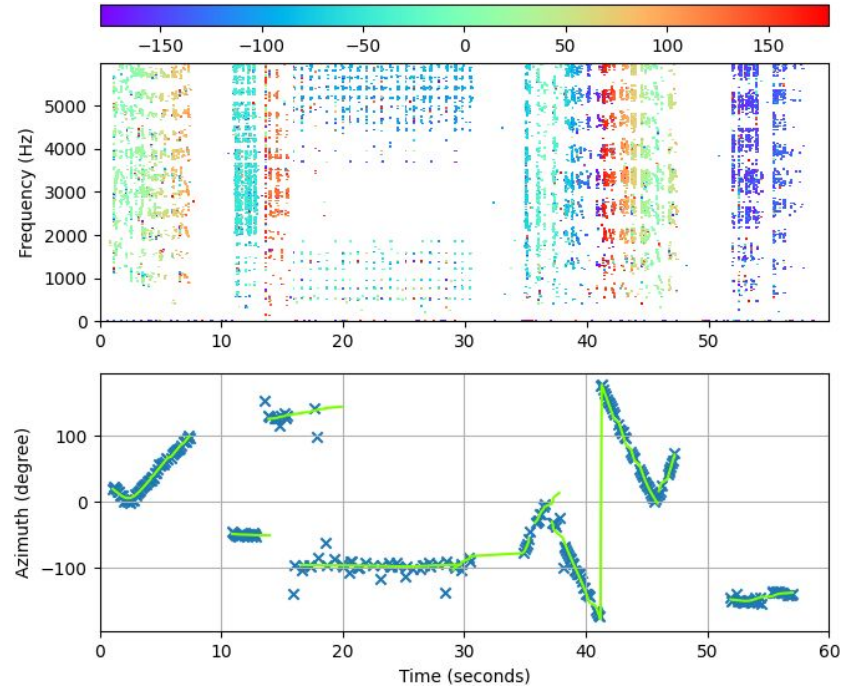 −150 −100 −50 0 50 100 150
Frequency (Hz)
5000
4000
3000
2000
1000
0
0 10 20 30 40 50
Azimuth (degree)
100
0
−100
0 10 20 30 40 50 60
Time (seconds)